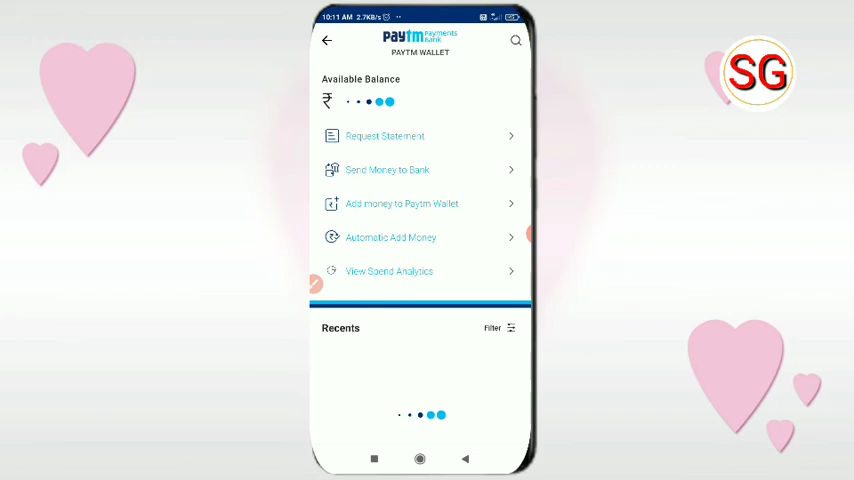 10:11 AM 2.7KB/s
paytm payments bank
PAYTM WALLET
SG
Available Balance
₹
Request Statement
Send Money to Bank
Add money to Paytm Wallet
Automatic Add Money
View Spend Analytics
Recents
Filter